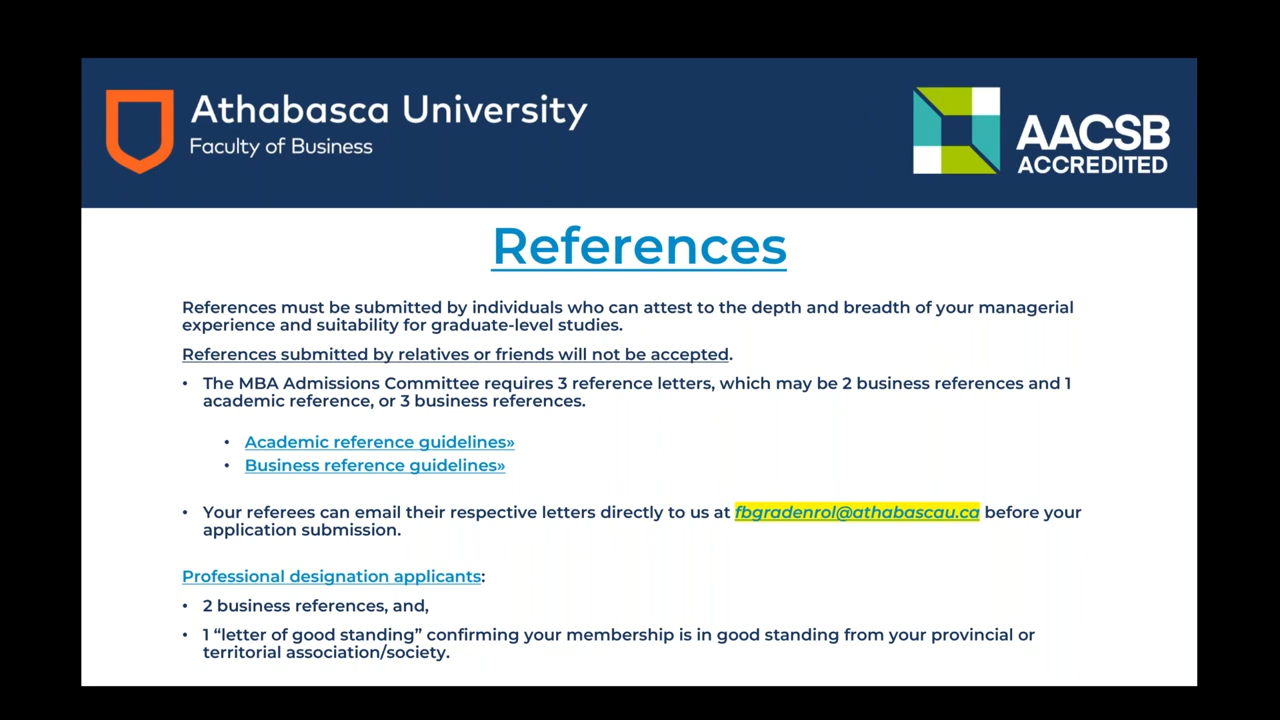 Athabasca University
Faculty of Business
AACSB
ACCREDITED
References
References must be submitted by individuals who can attest to the depth and breadth of your managerial
experience and suitability for graduate-level studies.
References submitted by relatives or friends will not be accepted.
• The MBA Admissions Committee requires 3 reference letters, which may be 2 business references and 1
academic reference, or 3 business references.
• Academic reference guidelines»
• Business reference guidelines»
• Your referees can email their respective letters directly to us at fbgradenrol@athabascau.ca before your
application submission.
Professional designation applicants:
• 2 business references, and,
• 1 “letter of good standing” confirming your membership is in good standing from your provincial or
territorial association/society.